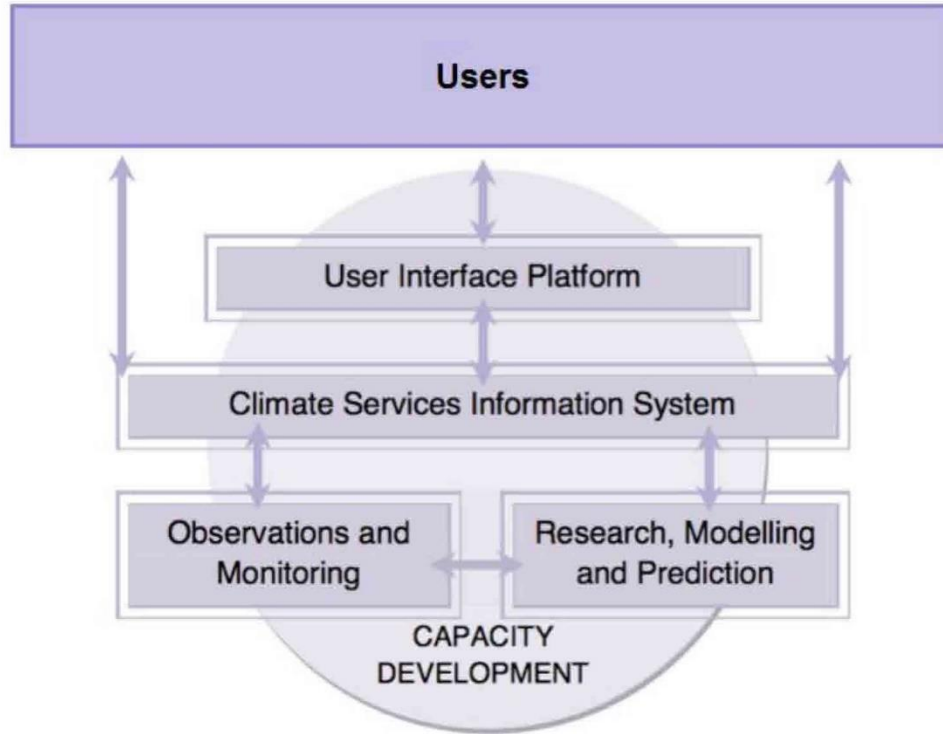 Users
User Interface Platform
Climate Services Information System
Observations and
Monitoring
Research, Modelling
and Prediction
CAPACITY
DEVELOPMENT